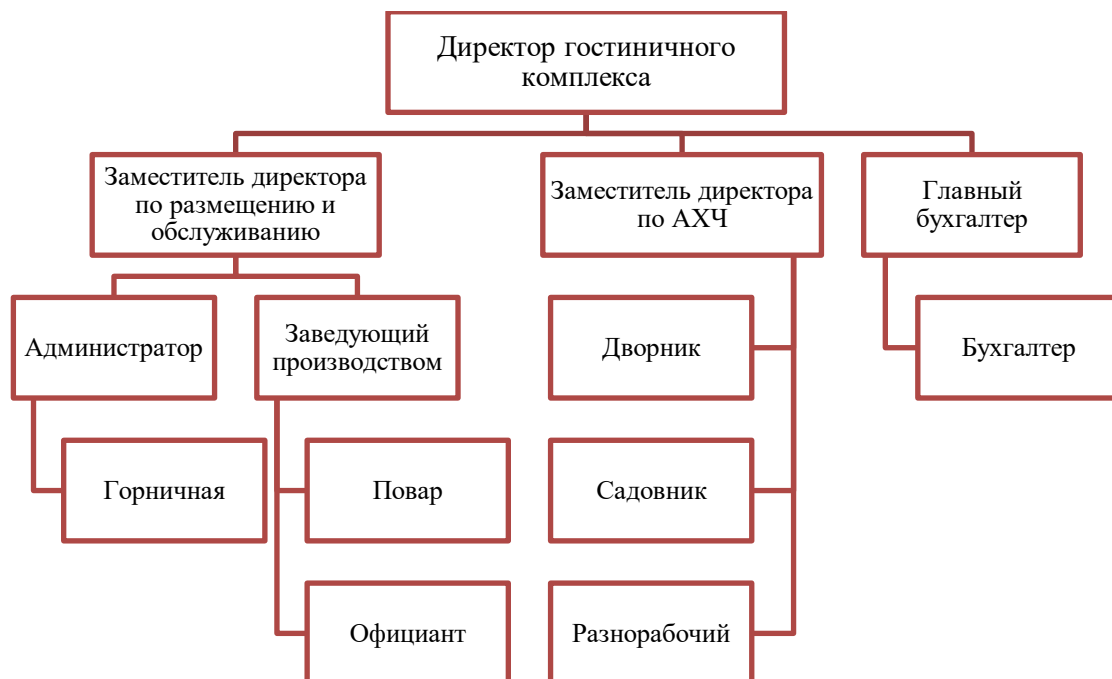 Директор гостиничного
комплекса
Заместитель директора
по размещению и
обслуживанию
Заместитель директора
по АХЧ
Главный
бухгалтер
Администратор
Заведующий
производством
Дворник
Бухгалтер
Горничная
Повар
Садовник
Официант
Разнорабочий